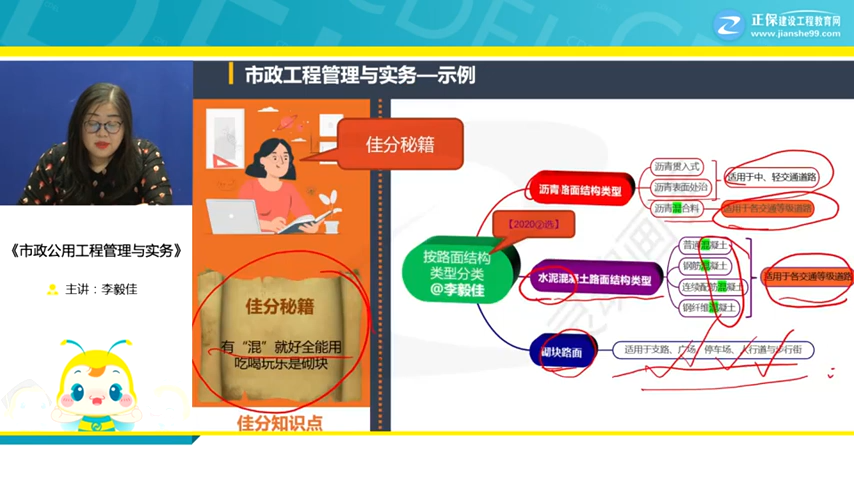 正保建设工程教育网
www.jianshe99.com
市政工程管理与实务—示例
佳分秘籍
《市政公用工程管理与实务》
主讲：李毅佳
佳分秘籍
有“混”就好全能用
吃喝玩乐是砌块
佳分知识点
【2020②选】
按路面结构
类型分类
@李毅佳
沥青路面结构类型
沥青贯入式
沥青表面处治
适用于中、轻交通道路
沥青混合料
适用于各交通等级道路
水泥混凝土路面结构类型
普通混凝土
钢筋混凝土
连续配筋混凝土
钢纤维混凝土
适用于各交通等级道路
砌块路面
适用于支路、广场、停车场、人行道与步行街